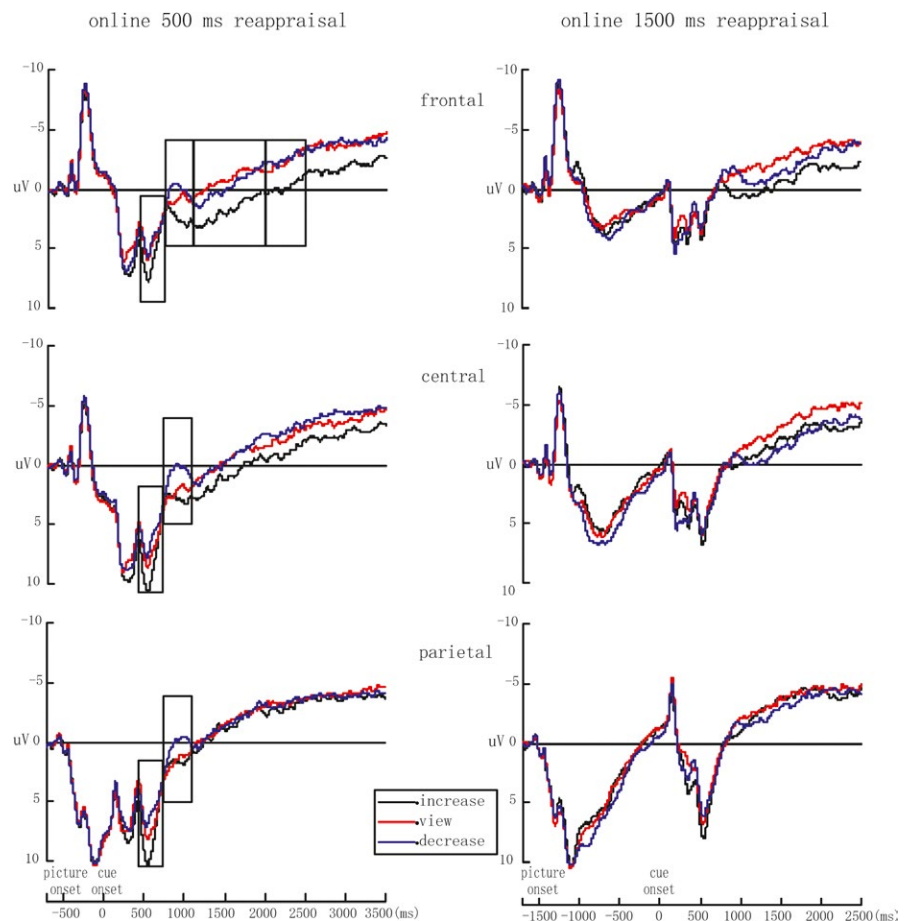 online 500 ms reappraisal
online 1500 ms reappraisal
frontal
-10
-5
uV 0
5
10
-10
-5
uV 0
5
10
central
-10
-5
uV 0
5
10
-10
-5
uV 0
5
10
parietal
-10
-5
uV 0
5
10
-10
-5
uV 0
5
10
increase
view
decrease
picture onset
cue onset
-500 0 500 1000 1500 2000 2500 3000 3500(ms)
picture onset
cue onset
-1500 -1000 -500 0 500 1000 1500 2000 2500(ms)